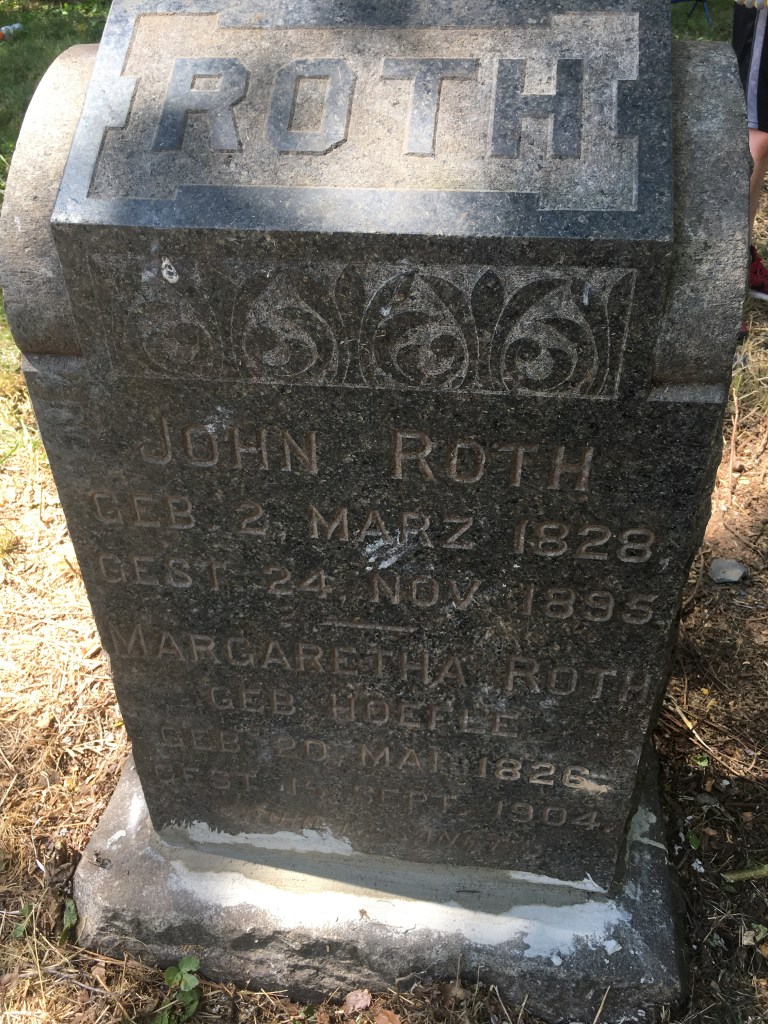 ROTH
JOHN ROTH
GEB 2, MARZ 1828,
GEST. 24, NOV 1895.
MARGARETHA ROTH
GEB. HOEFLE
GEB. 20, MAI, 1826
GEST SEPT. 1904.